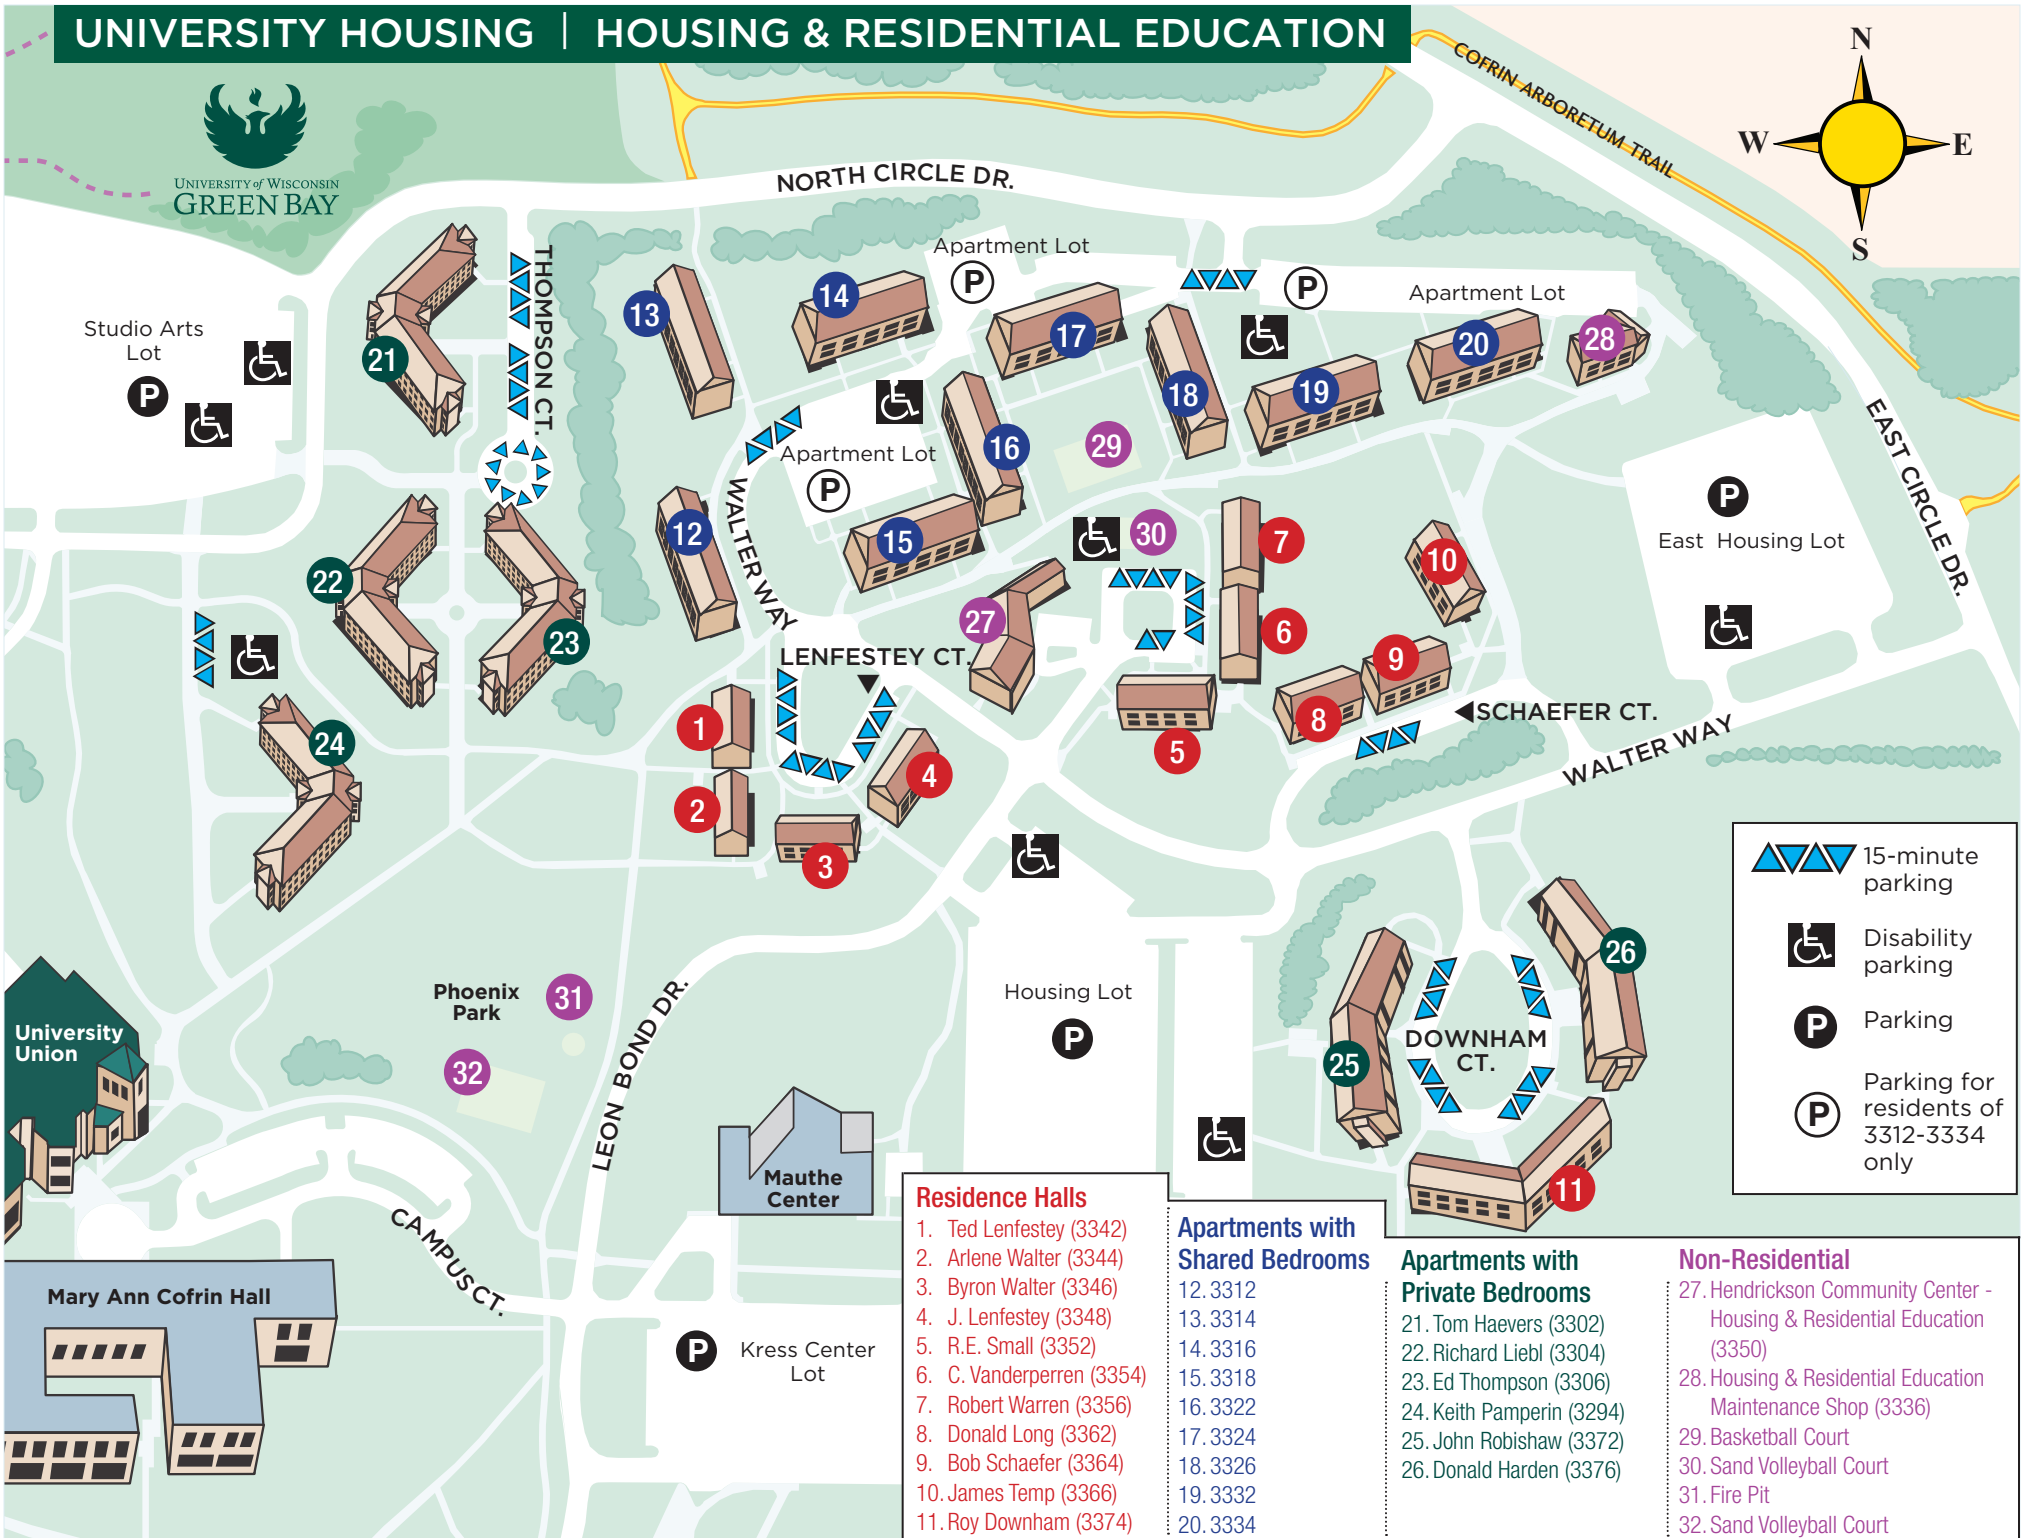 UNIVERSITY HOUSING | HOUSING & RESIDENTIAL EDUCATION
UNIVERSITY of WISCONSIN
GREEN BAY
COFRIN ARBORETUM TRAIL
N
W
E
S
NORTH CIRCLE DR.
THOMPSON CT.
Apartment Lot
P
P
Apartment Lot
Studio Arts
Lot
P
13
14
17
20
28
21
18
19
16
29
Apartment Lot
P
WALTER WAY
EAST CIRCLE DR.
P
East Housing Lot
12
15
30
7
10
22
23
27
6
LENFESTEY CT.
9
24
1
5
8
SCHAEFER CT.
WALTER WAY
4
2
3
15-minute
parking
Disability
parking
P
Parking
P
Parking for
residents of
3312-3334
only
26
Phoenix
Park
31
32
University
Union
LEON BOND DR.
Housing Lot
P
DOWNHAM
CT.
25
11
Mauthe
Center
CAMPUS CT.
Mary Ann Cofrin Hall
P
Kress Center
Lot
Residence Halls
1. Ted Lenfestey (3342)
2. Arlene Walter (3344)
3. Byron Walter (3346)
4. J. Lenfestey (3348)
5. R.E. Small (3352)
6. C. Vanderperren (3354)
7. Robert Warren (3356)
8. Donald Long (3362)
9. Bob Schaefer (3364)
10. James Temp (3366)
11. Roy Downham (3374)
Apartments with
Shared Bedrooms
12. 3312
13. 3314
14. 3316
15. 3318
16. 3322
17. 3324
18. 3326
19. 3332
20. 3334
Apartments with
Private Bedrooms
21. Tom Haevers (3302)
22. Richard Liebl (3304)
23. Ed Thompson (3306)
24. Keith Pamperin (3294)
25. John Robishaw (3372)
26. Donald Harden (3376)
Non-Residential
27. Hendrickson Community Center -
Housing & Residential Education
(3350)
28. Housing & Residential Education
Maintenance Shop (3336)
29. Basketball Court
30. Sand Volleyball Court
31. Fire Pit
32. Sand Volleyball Court